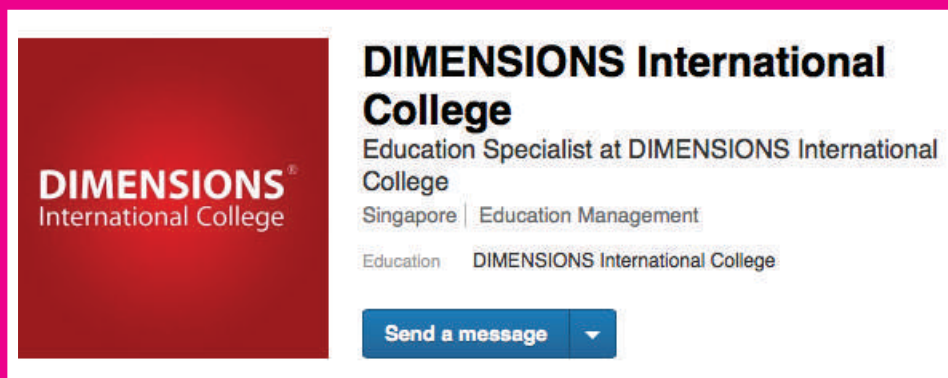 DIMENSIONS®
International College
DIMENSIONS International
College
Education Specialist at DIMENSIONS International
College
Singapore | Education Management
Education DIMENSIONS International College
Send a message